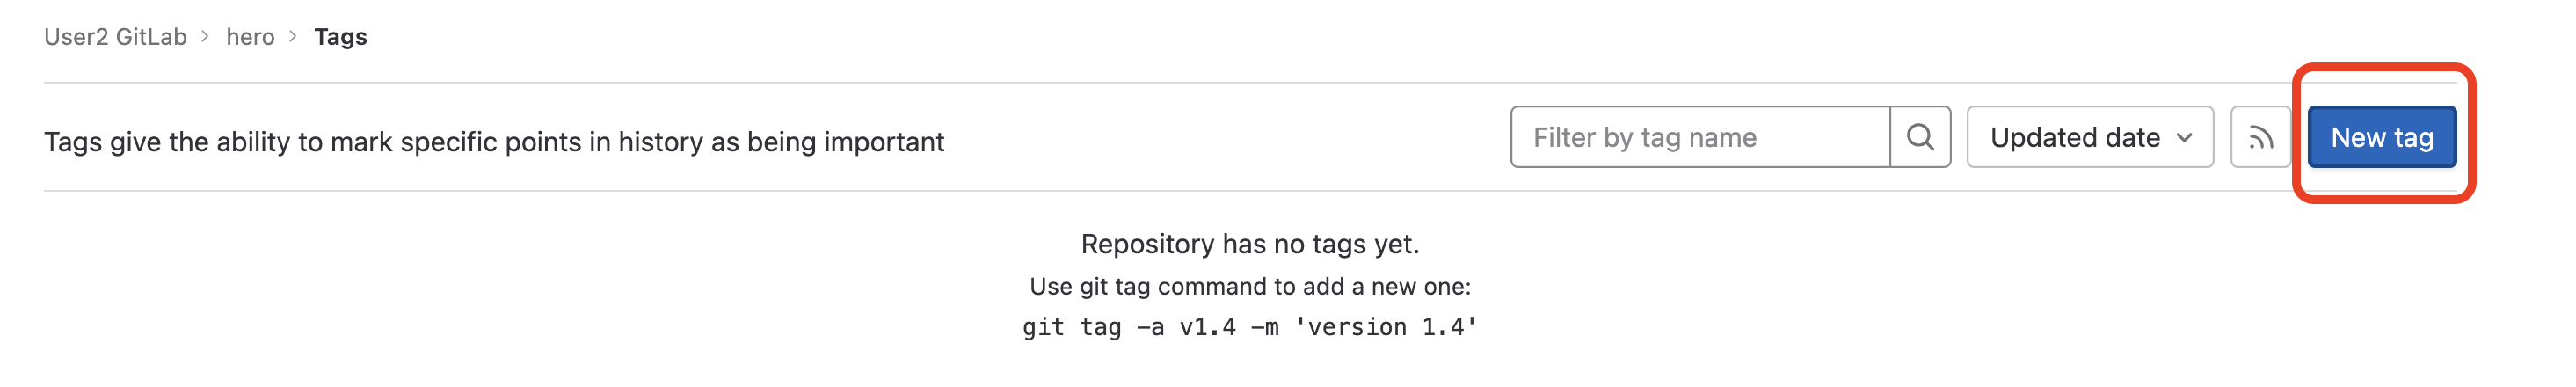 User2 GitLab > hero > Tags
Tags give the ability to mark specific points in history as being important
Filter by tag name
Updated date
New tag
Repository has no tags yet.
Use git tag command to add a new one:
git tag -a v1.4 -m 'version 1.4'